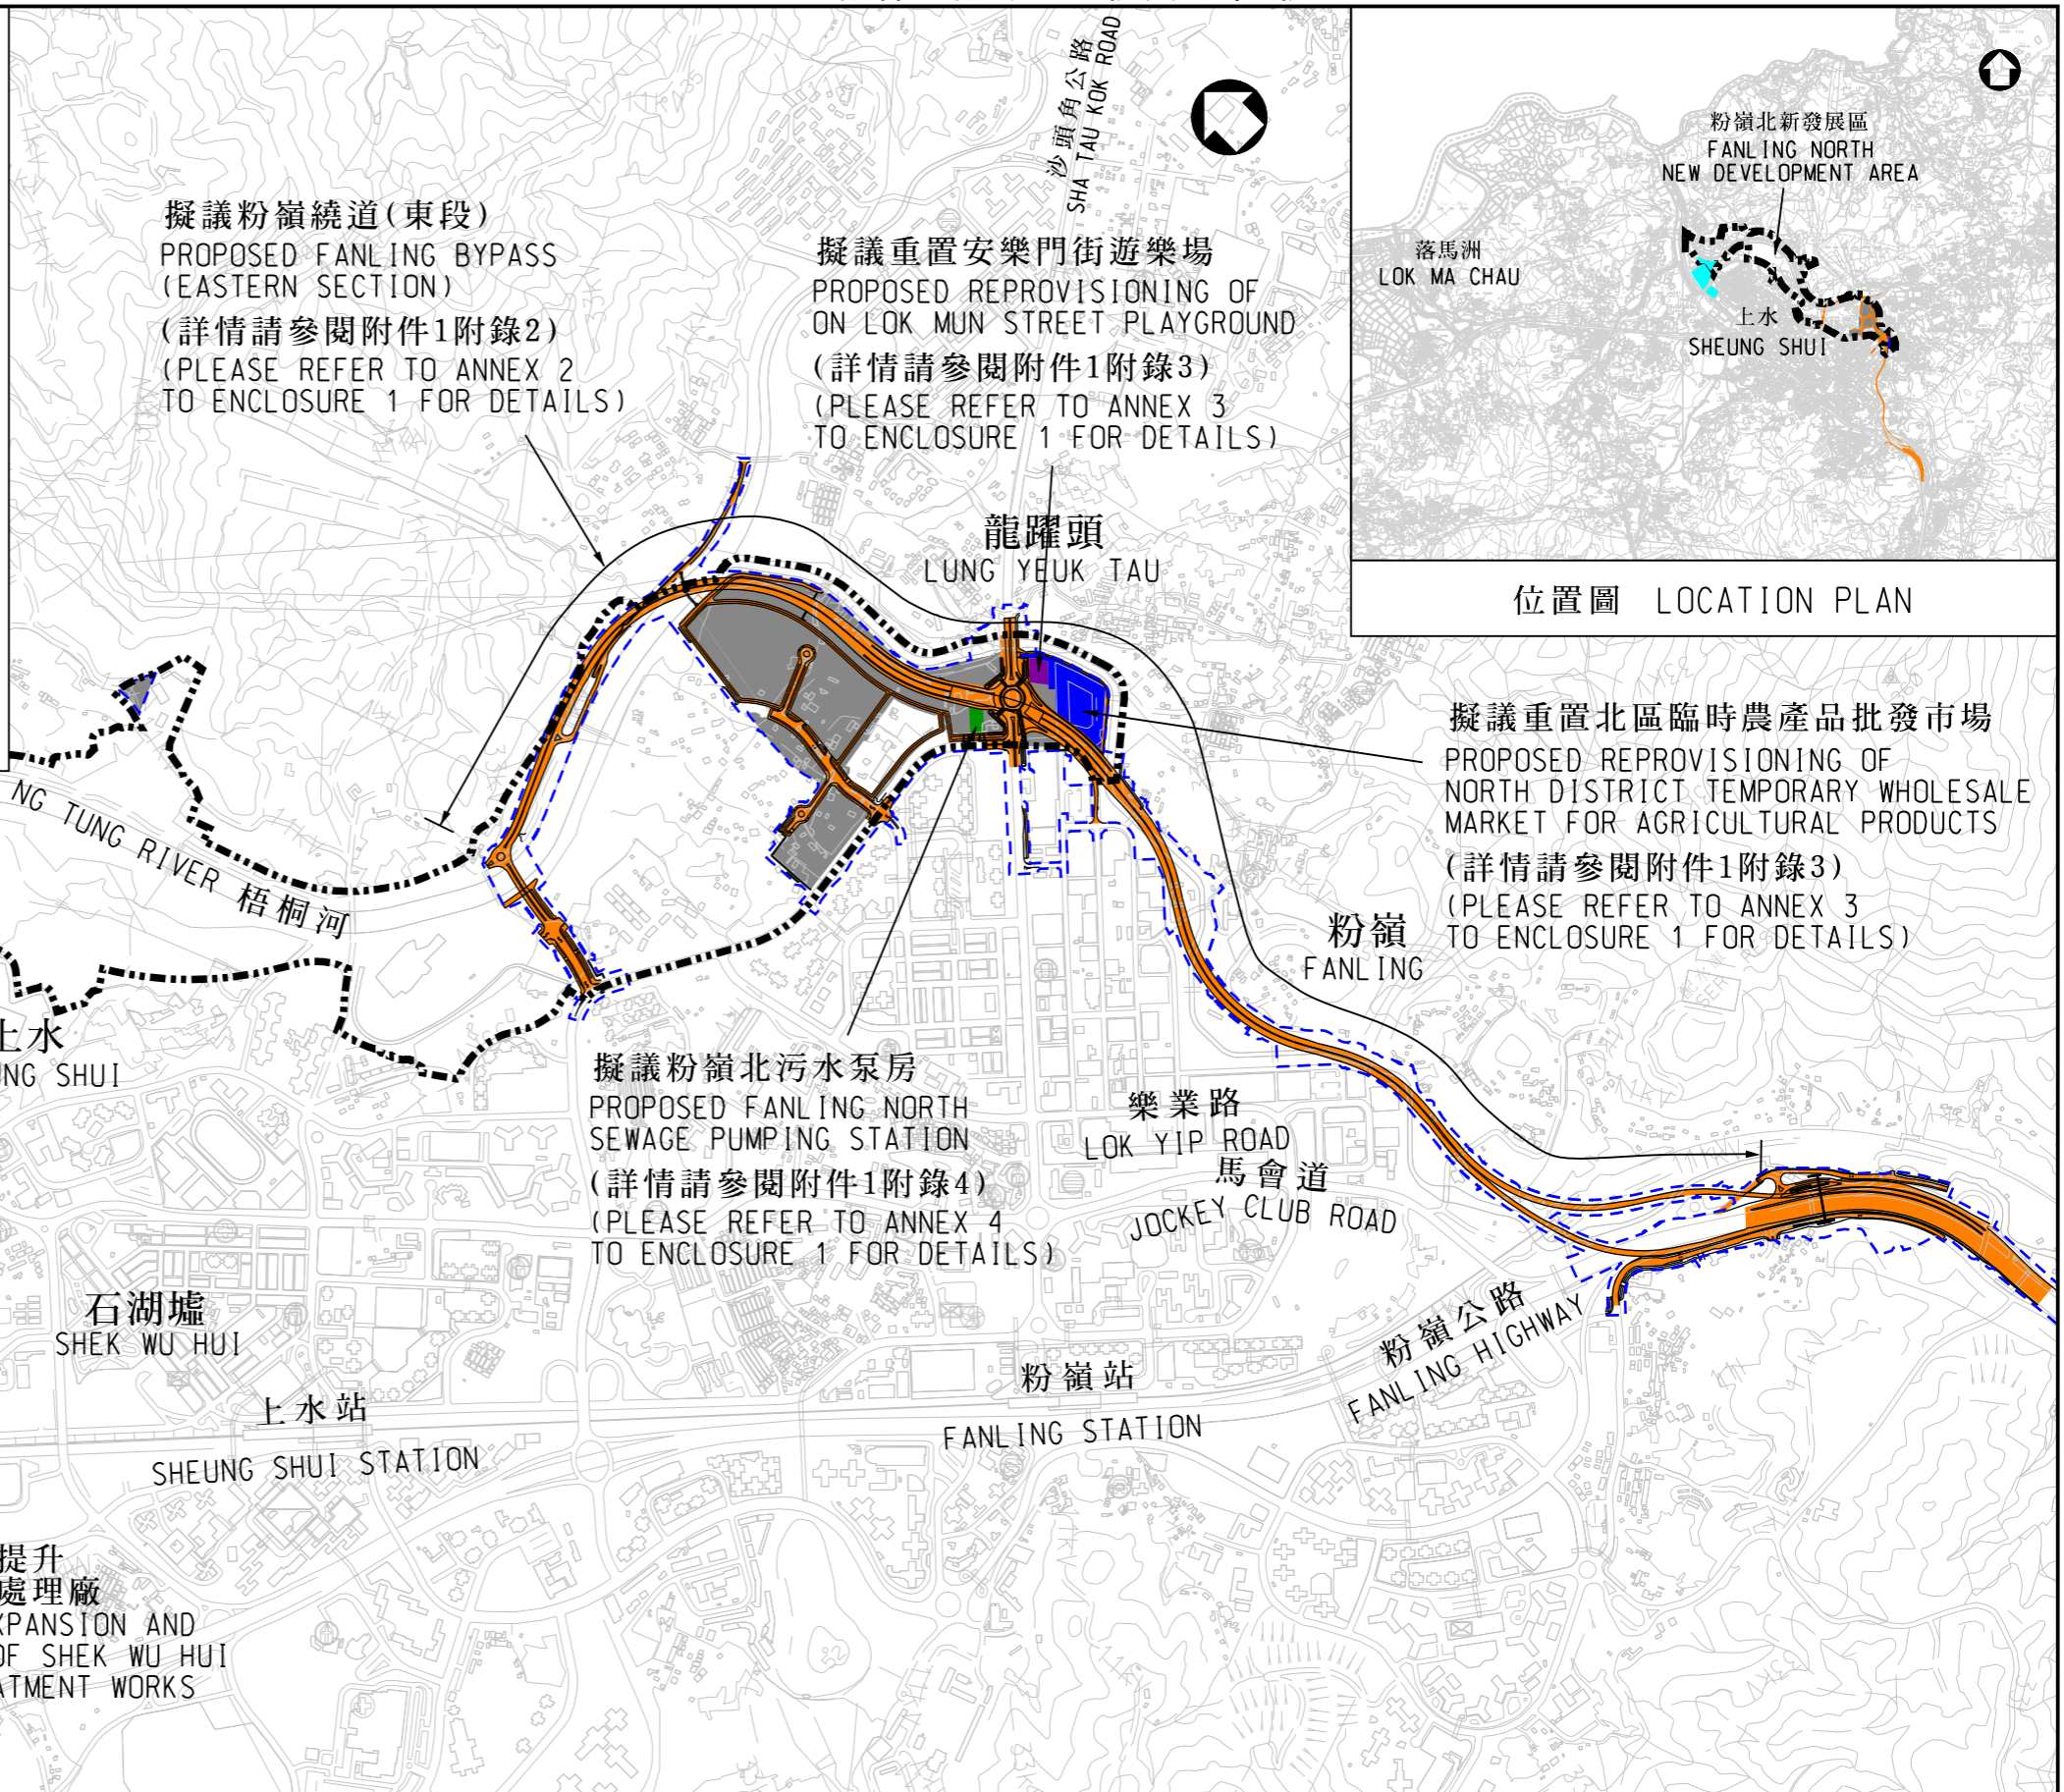 沙頭角公路
SHA TAU KOK ROAD
擬議粉嶺繞道(東段)
PROPOSED FANLING BYPASS
(EASTERN SECTION)
(詳情請參閱附件1附錄2)
(PLEASE REFER TO ANNEX 2
TO ENCLOSURE 1 FOR DETAILS)
擬議重置安樂門街遊樂場
PROPOSED REPROVISIONING OF
ON LOK MUN STREET PLAYGROUND
(詳情請參閱附件1附錄3)
(PLEASE REFER TO ANNEX 3
TO ENCLOSURE 1 FOR DETAILS)
粉嶺北新發展區
FANLING NORTH
NEW DEVELOPMENT AREA
落馬洲
LOK MA CHAU
上水
SHEUNG SHUI
位置圖 LOCATION PLAN
龍躍頭
LUNG YEUK TAU
擬議重置北區臨時農產品批發市場
PROPOSED REPROVISIONING OF
NORTH DISTRICT TEMPORARY WHOLESALE
MARKET FOR AGRICULTURAL PRODUCTS
(詳情請參閱附件1附錄3)
(PLEASE REFER TO ANNEX 3
TO ENCLOSURE 1 FOR DETAILS)
NG TUNG RIVER 梧桐河
粉嶺
FANLING
上水
UNG SHUI
擬議粉嶺北污水泵房
PROPOSED FANLING NORTH
SEWAGE PUMPING STATION
(詳情請參閱附件1附錄4)
(PLEASE REFER TO ANNEX 4
TO ENCLOSURE 1 FOR DETAILS)
樂業路
LOK YIP ROAD
馬會道
JOCKEY CLUB ROAD
石湖墟
SHEK WU HUI
粉嶺公路
FANLING HIGHWAY
上水站
SHEUNG SHUI STATION
粉嶺站
FANLING STATION
提升
處理廠
XPANSION AND
OF SHEK WU HUI
ATMENT WORKS